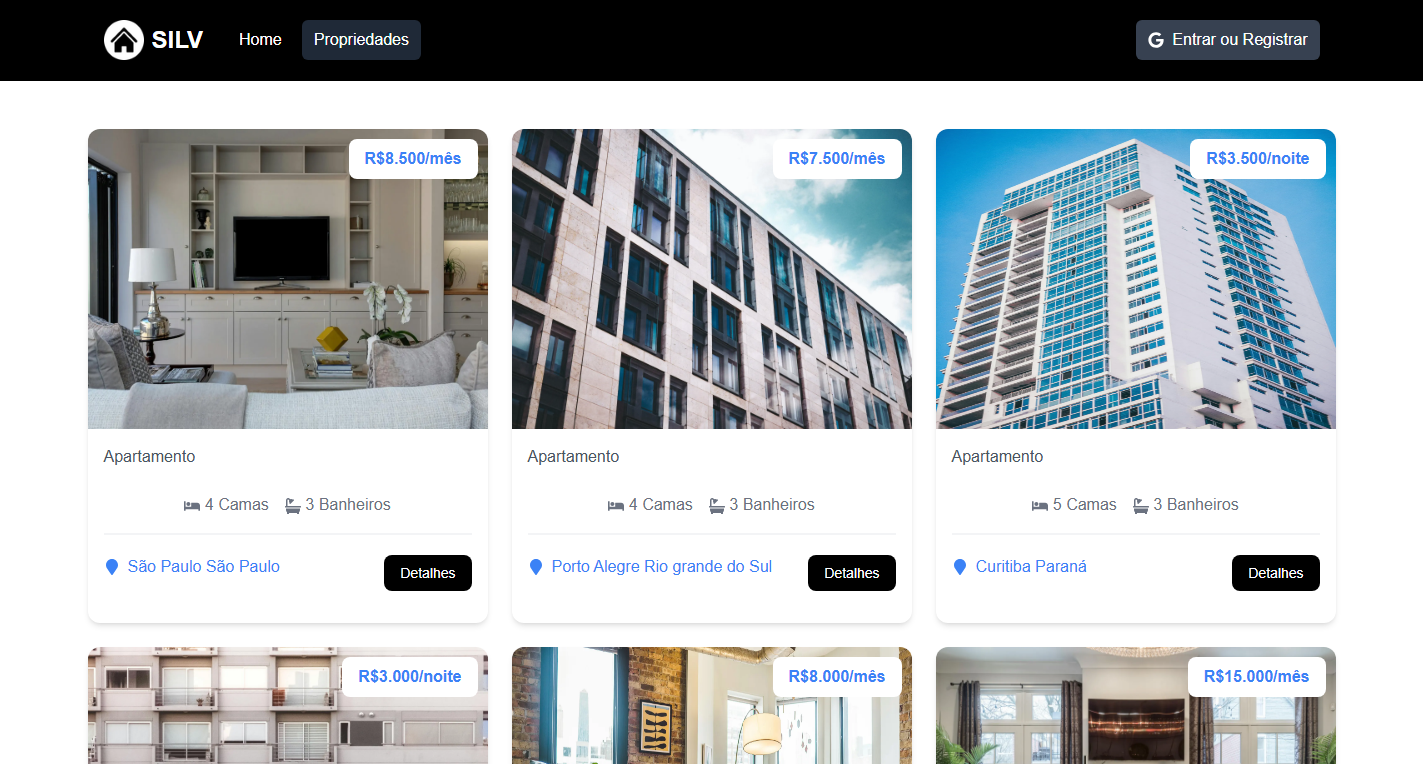 SILV
Home
Propriedades
Entrar ou Registrar
R$8.500/mês
R$7.500/mês
R$3.500/noite
Apartamento
4 Camas
3 Banheiros
São Paulo São Paulo
Detalhes
Apartamento
4 Camas
3 Banheiros
Porto Alegre Rio grande do Sul
Detalhes
Apartamento
5 Camas
3 Banheiros
Curitiba Paraná
Detalhes
R$3.000/noite
R$8.000/mês
R$15.000/mês